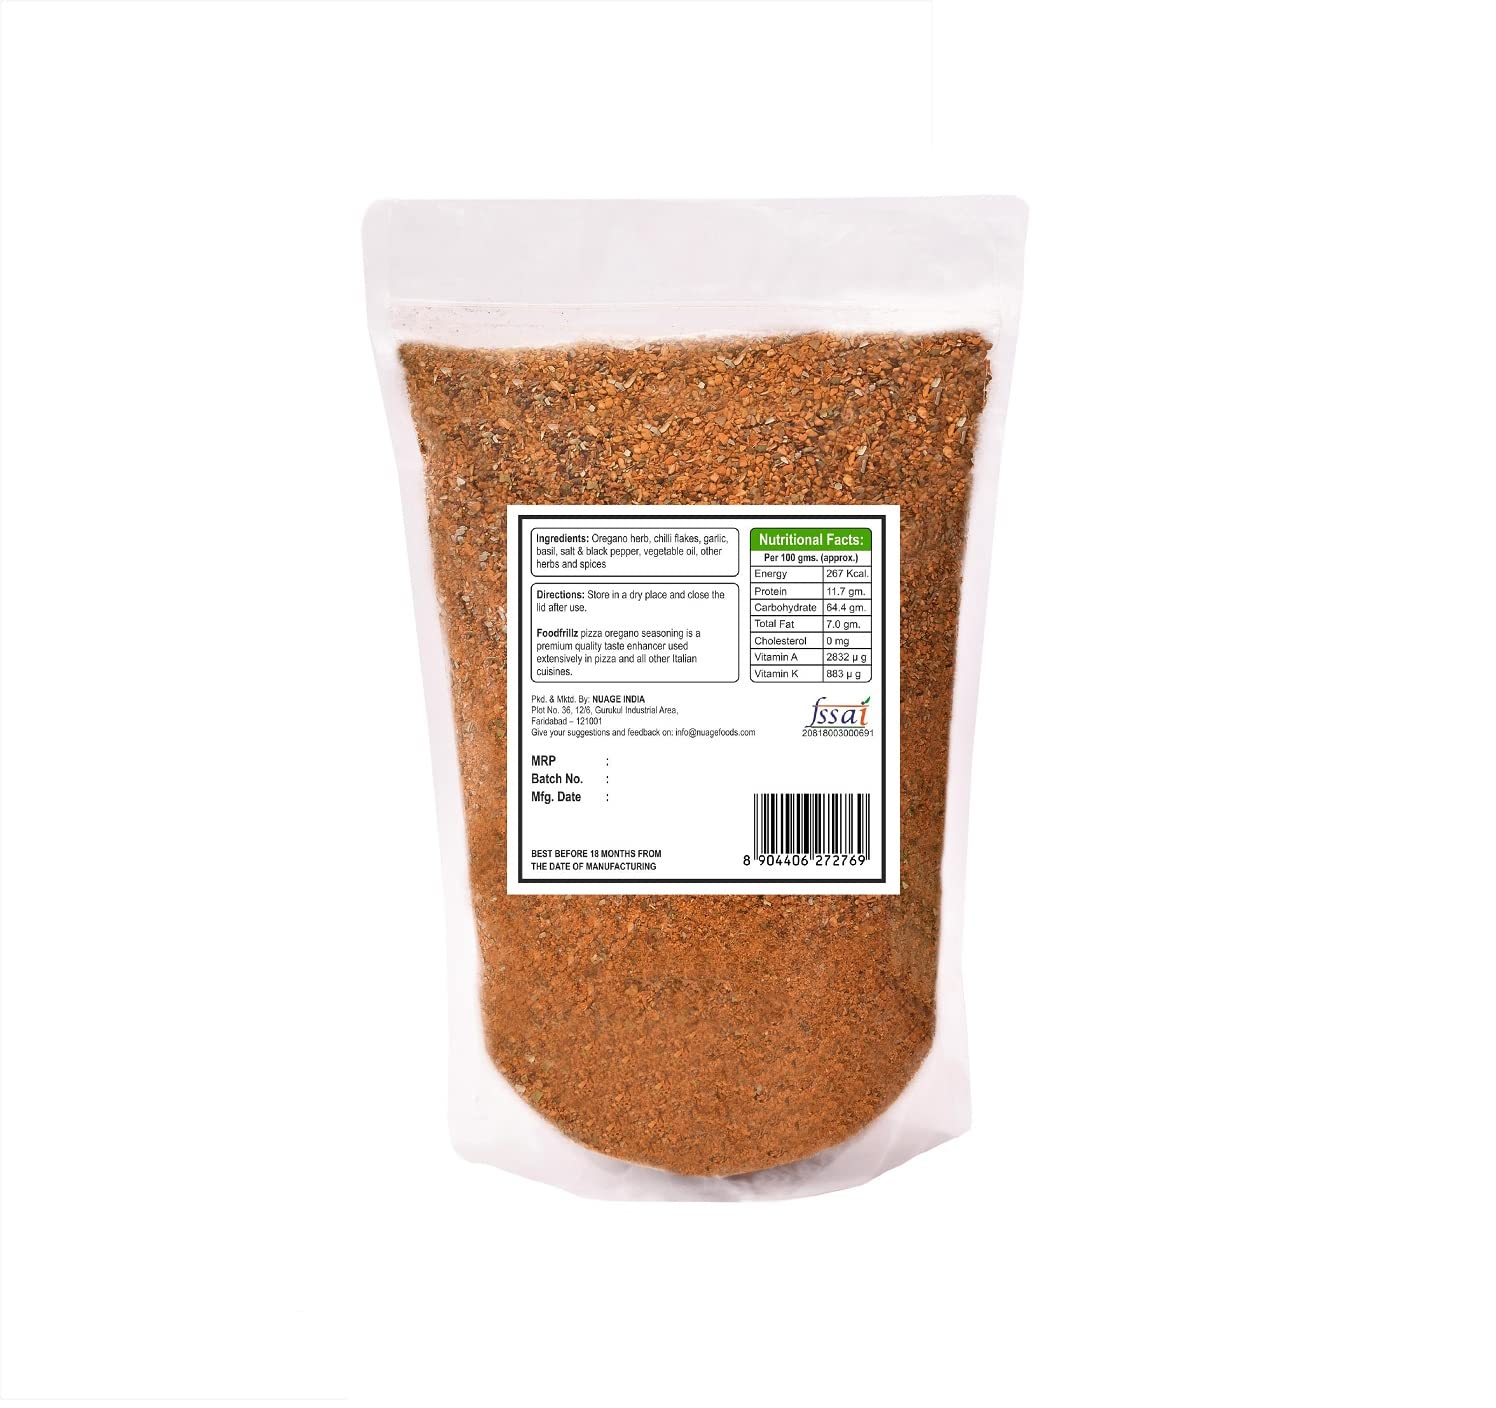 Ingredients: Oregano herb, chilli flakes, garlic,
basil, salt & black pepper, vegetable oil, other
herbs and spices
Directions: Store in a dry place and close the
lid after use.
Foodfrillz pizza oregano seasoning is a
premium quality taste enhancer used
extensively in pizza and all other Italian
cuisines.
Nutritional Facts:
Per 100 gms. (approx.)
Energy 267 Kcal.
Protein 11.7 gm.
Carbohydrate 64.4 gm.
Total Fat 7.0 gm.
Cholesterol 0 mg
Vitamin A 2832 µ g
Vitamin K 883 µ g
Pkd. & Mktd. By: NUAGE INDIA
Plot No. 36, 12/6, Gurukul Industrial Area,
Faridabad – 121001
Give your suggestions and feedback on: info@nuagefoods.com
fssai
20818003000691
MRP :
Batch No. :
Mfg. Date :
BEST BEFORE 18 MONTHS FROM
THE DATE OF MANUFACTURING
8 904406 272769